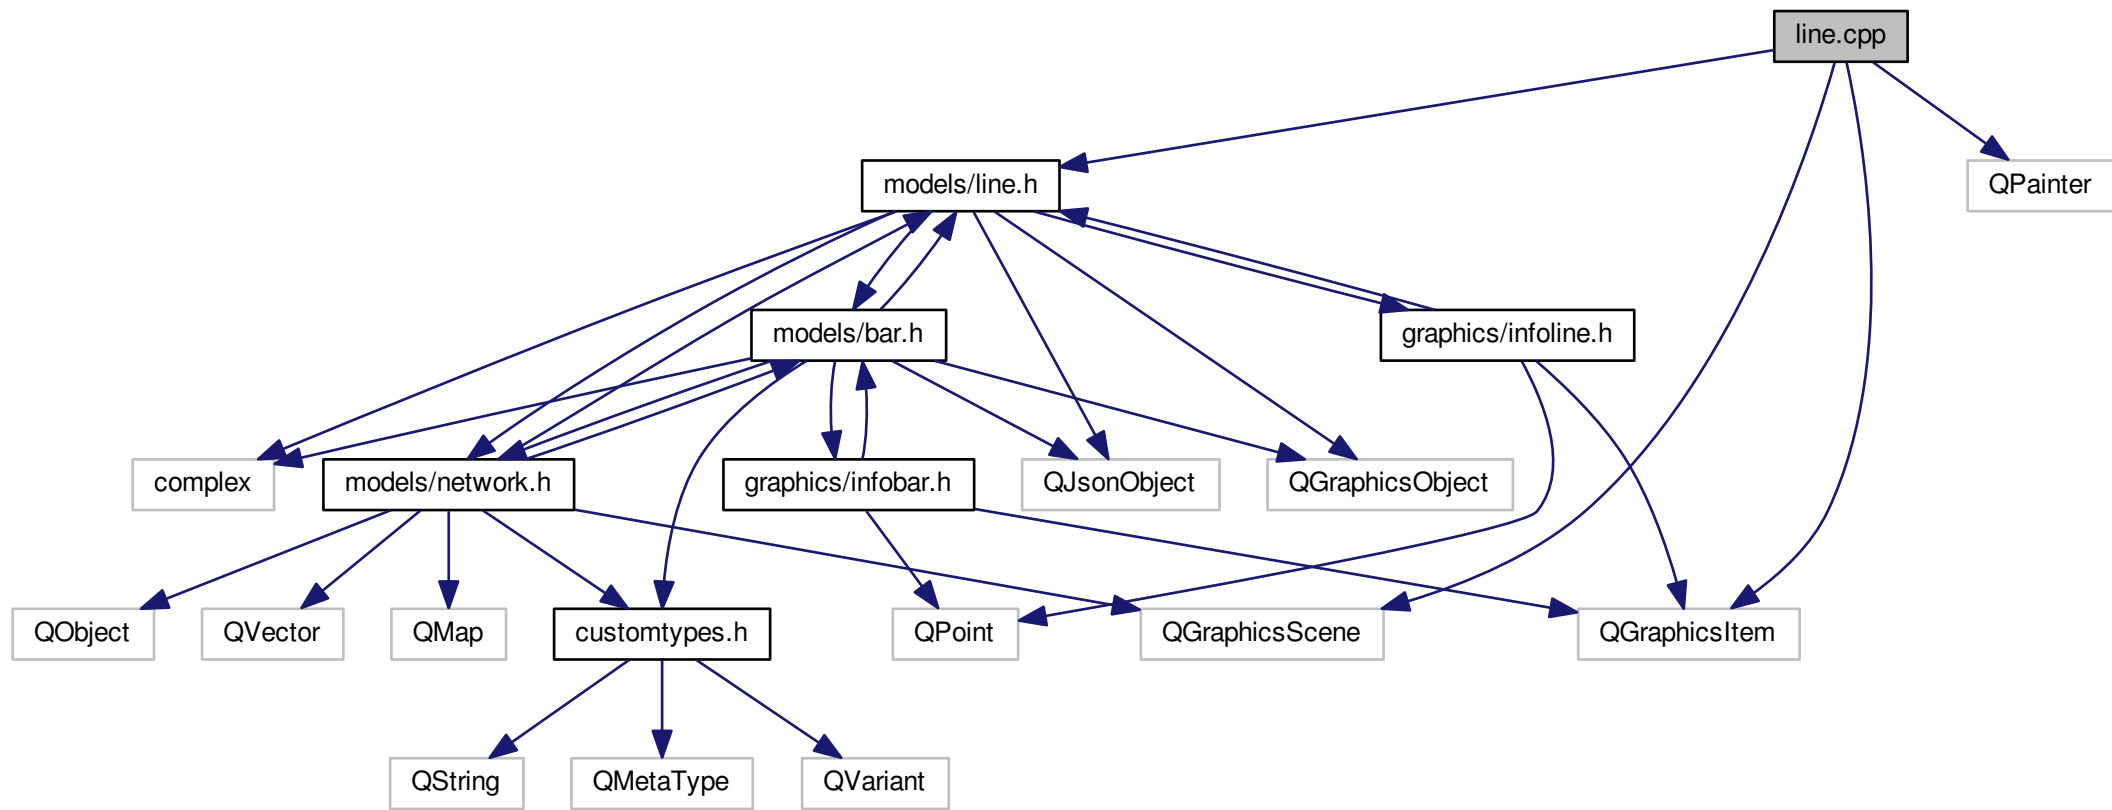 line.cpp
models/line.h
QPainter
models/bar.h
graphics/infoline.h
complex
models/network.h
graphics/infobar.h
QJsonObject
QGraphicsObject
QObject
QVector
QMap
customtypes.h
QPoint
QGraphicsScene
QGraphicsItem
QString
QMetaType
QVariant